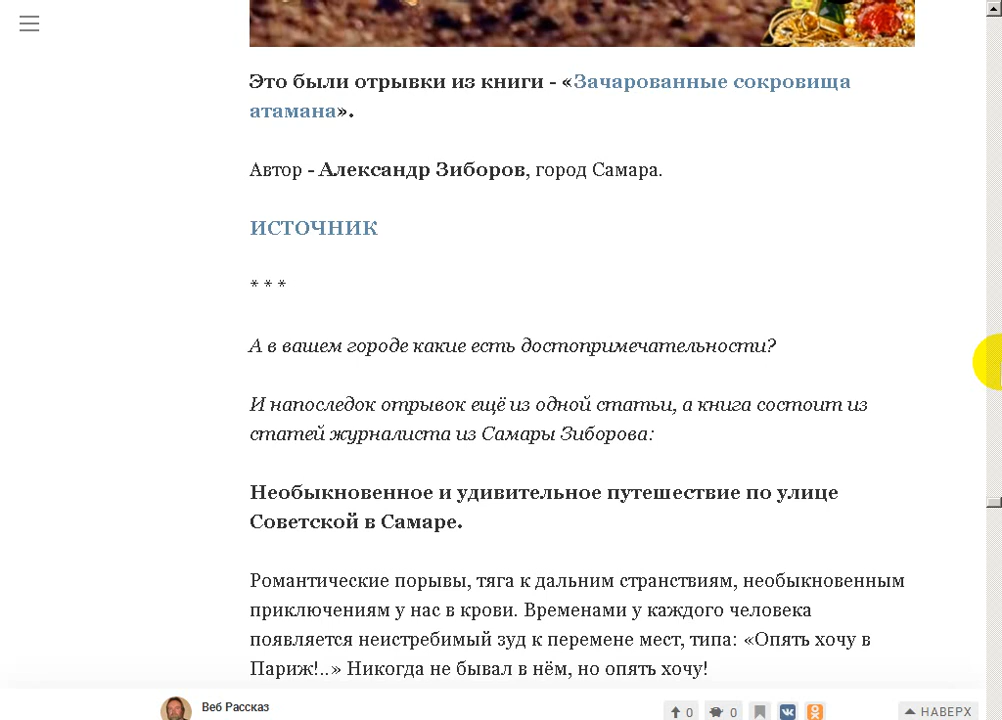 Это были отрывки из книги - «Зачарованные сокровища
атамана».
Автор - Александр Зиборов, город Самара.
ИСТОЧНИК
* * *
А в вашем городе какие есть достопримечательности?
И напоследок отрывок ещё из одной статьи, а книга состоит из
статей журналиста из Самары Зиборова:
Необыкновенное и удивительное путешествие по улице
Советской в Самаре.
Романтические порывы, тяга к дальним странствиям, необыкновенным
приключениям у нас в крови. Временами у каждого человека
появляется неистребимый зуд к перемене мест, типа: «Опять хочу в
Париж!..» Никогда не бывал в нём, но опять хочу!
Веб Рассказ
0
0
НАВЕРХ